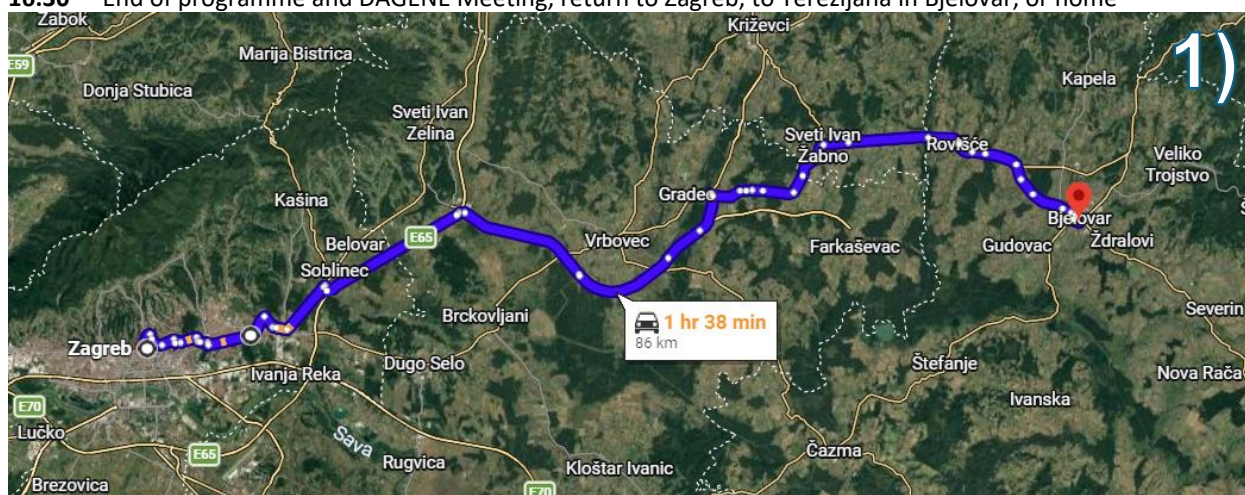 16.30 End of programme and DAGENE Meeting, return to Zagreb, to Terezijana in Bjelovar, or home
1)
Zabok
Križevci
E59
Marija Bistrica
Kapela
Donja Stubica
Sveti Ivan
Zelina
Sveti Ivan
Žabno
Rovišće
Veliko
Trojstvo
Kašina
Gradec
Bjelovar
Belovar
E65
Vrbovec
Farkaševac
Gudovac
Ždralovi
Soblinec
Brckovljani
1 hr 38 min
86 km
Severin
Zagreb
Ivanja Reka
Dugo Selo
Štefanje
Nova Rača
E70
Ivanska
Lučko
E65
Sava
Rugvica
Kloštar Ivanic
Čazma
Brezovica
E70